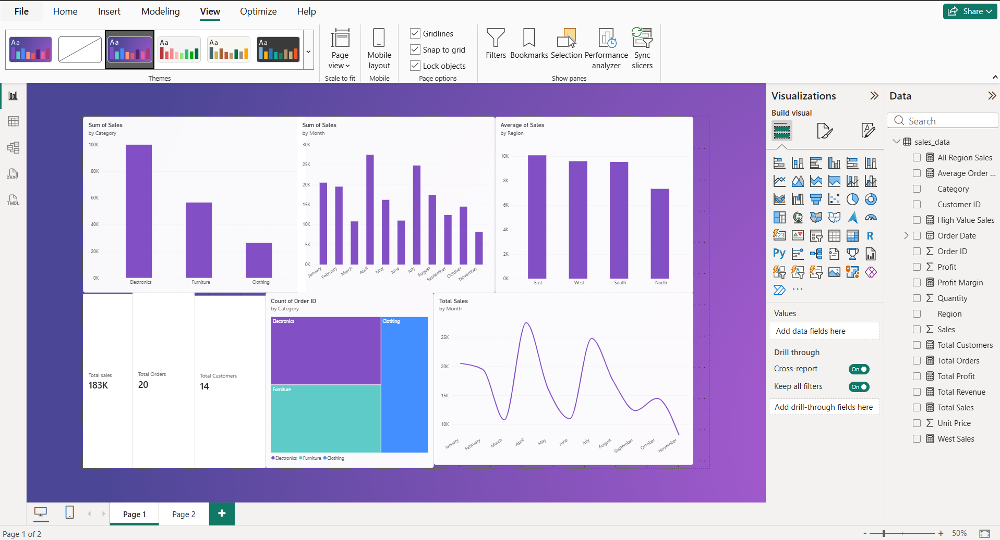 File Home Insert Modeling View Optimize Help Share
Aa Aa Aa Aa Aa
Themes
Page view
Scale to fit
Mobile layout
Mobile
Gridlines
Snap to grid
Lock objects
Page options
Filters Bookmarks Selection Performance analyzer Sync slicers
Show panes
DAX
TMDL
Sum of Sales
by Category
100K
80K
60K
40K
20K
0K
Electronics Furniture Clothing
Sum of Sales
by Month
30K
25K
20K
15K
10K
5K
0K
January February March April May June July August September October November
Average of Sales
by Region
10K
8K
6K
4K
2K
0K
East West South North
Total sales
183K
Total Orders
20
Total Customers
14
Count of Order ID
by Category
Electronics
Clothing
Furniture
Electronics Furniture Clothing
Total Sales
by Month
25K
20K
15K
10K
January February March April May June July August September October November
Visualizations
Build visual
123
R
Py
Values
Add data fields here
Drill through
Cross-report On
Keep all filters On
Add drill-through fields here
Data
Search
sales_data
All Region Sales
Average Order ...
Category
Customer ID
High Value Sales
Order Date
Order ID
Profit
Profit Margin
Quantity
Region
Sales
Total Customers
Total Orders
Total Profit
Total Revenue
Total Sales
Unit Price
West Sales
Page 1 Page 2 +
Page 1 of 2
- + 50%